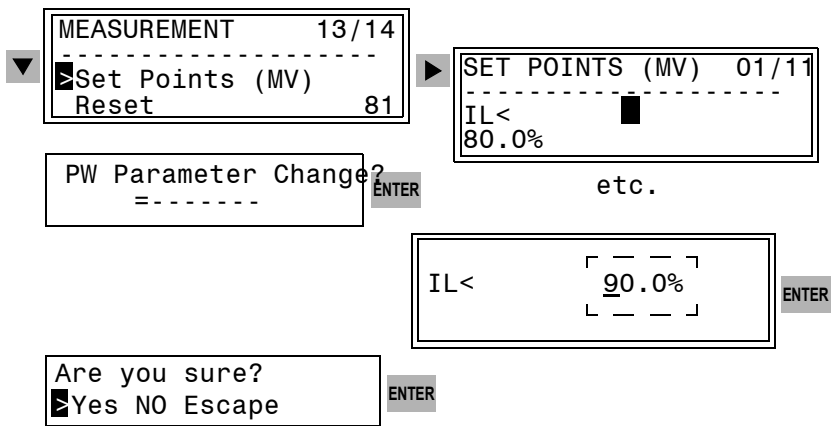 MEASUREMENT 13/14
---------------------
>Set Points (MV)
Reset 81
SET POINTS (MV) 01/11
--------------------
IL<
80.0%
PW Parameter Change?
=-------
ENTER
etc.
IL< 90.0%
ENTER
Are you sure?
>Yes NO Escape
ENTER